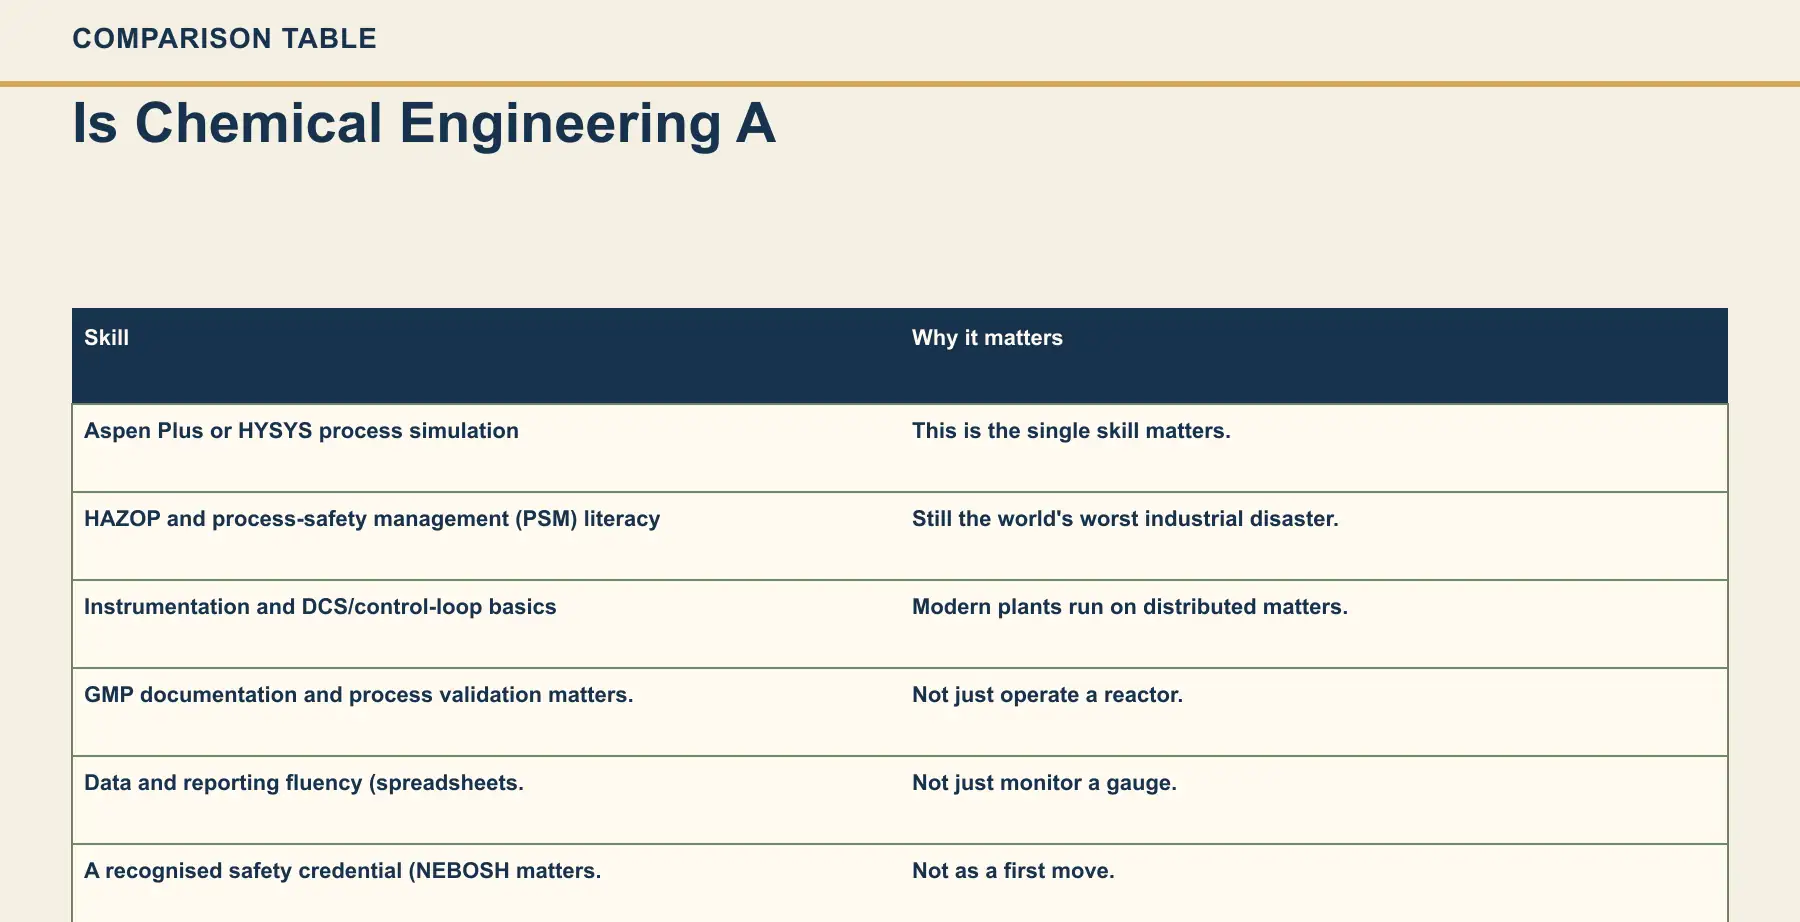 COMPARISON TABLE
Is Chemical Engineering A
Skill Why it matters
Aspen Plus or HYSYS process simulation This is the single skill matters.
HAZOP and process-safety management (PSM) literacy Still the world's worst industrial disaster.
Instrumentation and DCS/control-loop basics Modern plants run on distributed matters.
GMP documentation and process validation matters. Not just operate a reactor.
Data and reporting fluency (spreadsheets. Not just monitor a gauge.
A recognised safety credential (NEBOSH matters. Not as a first move.